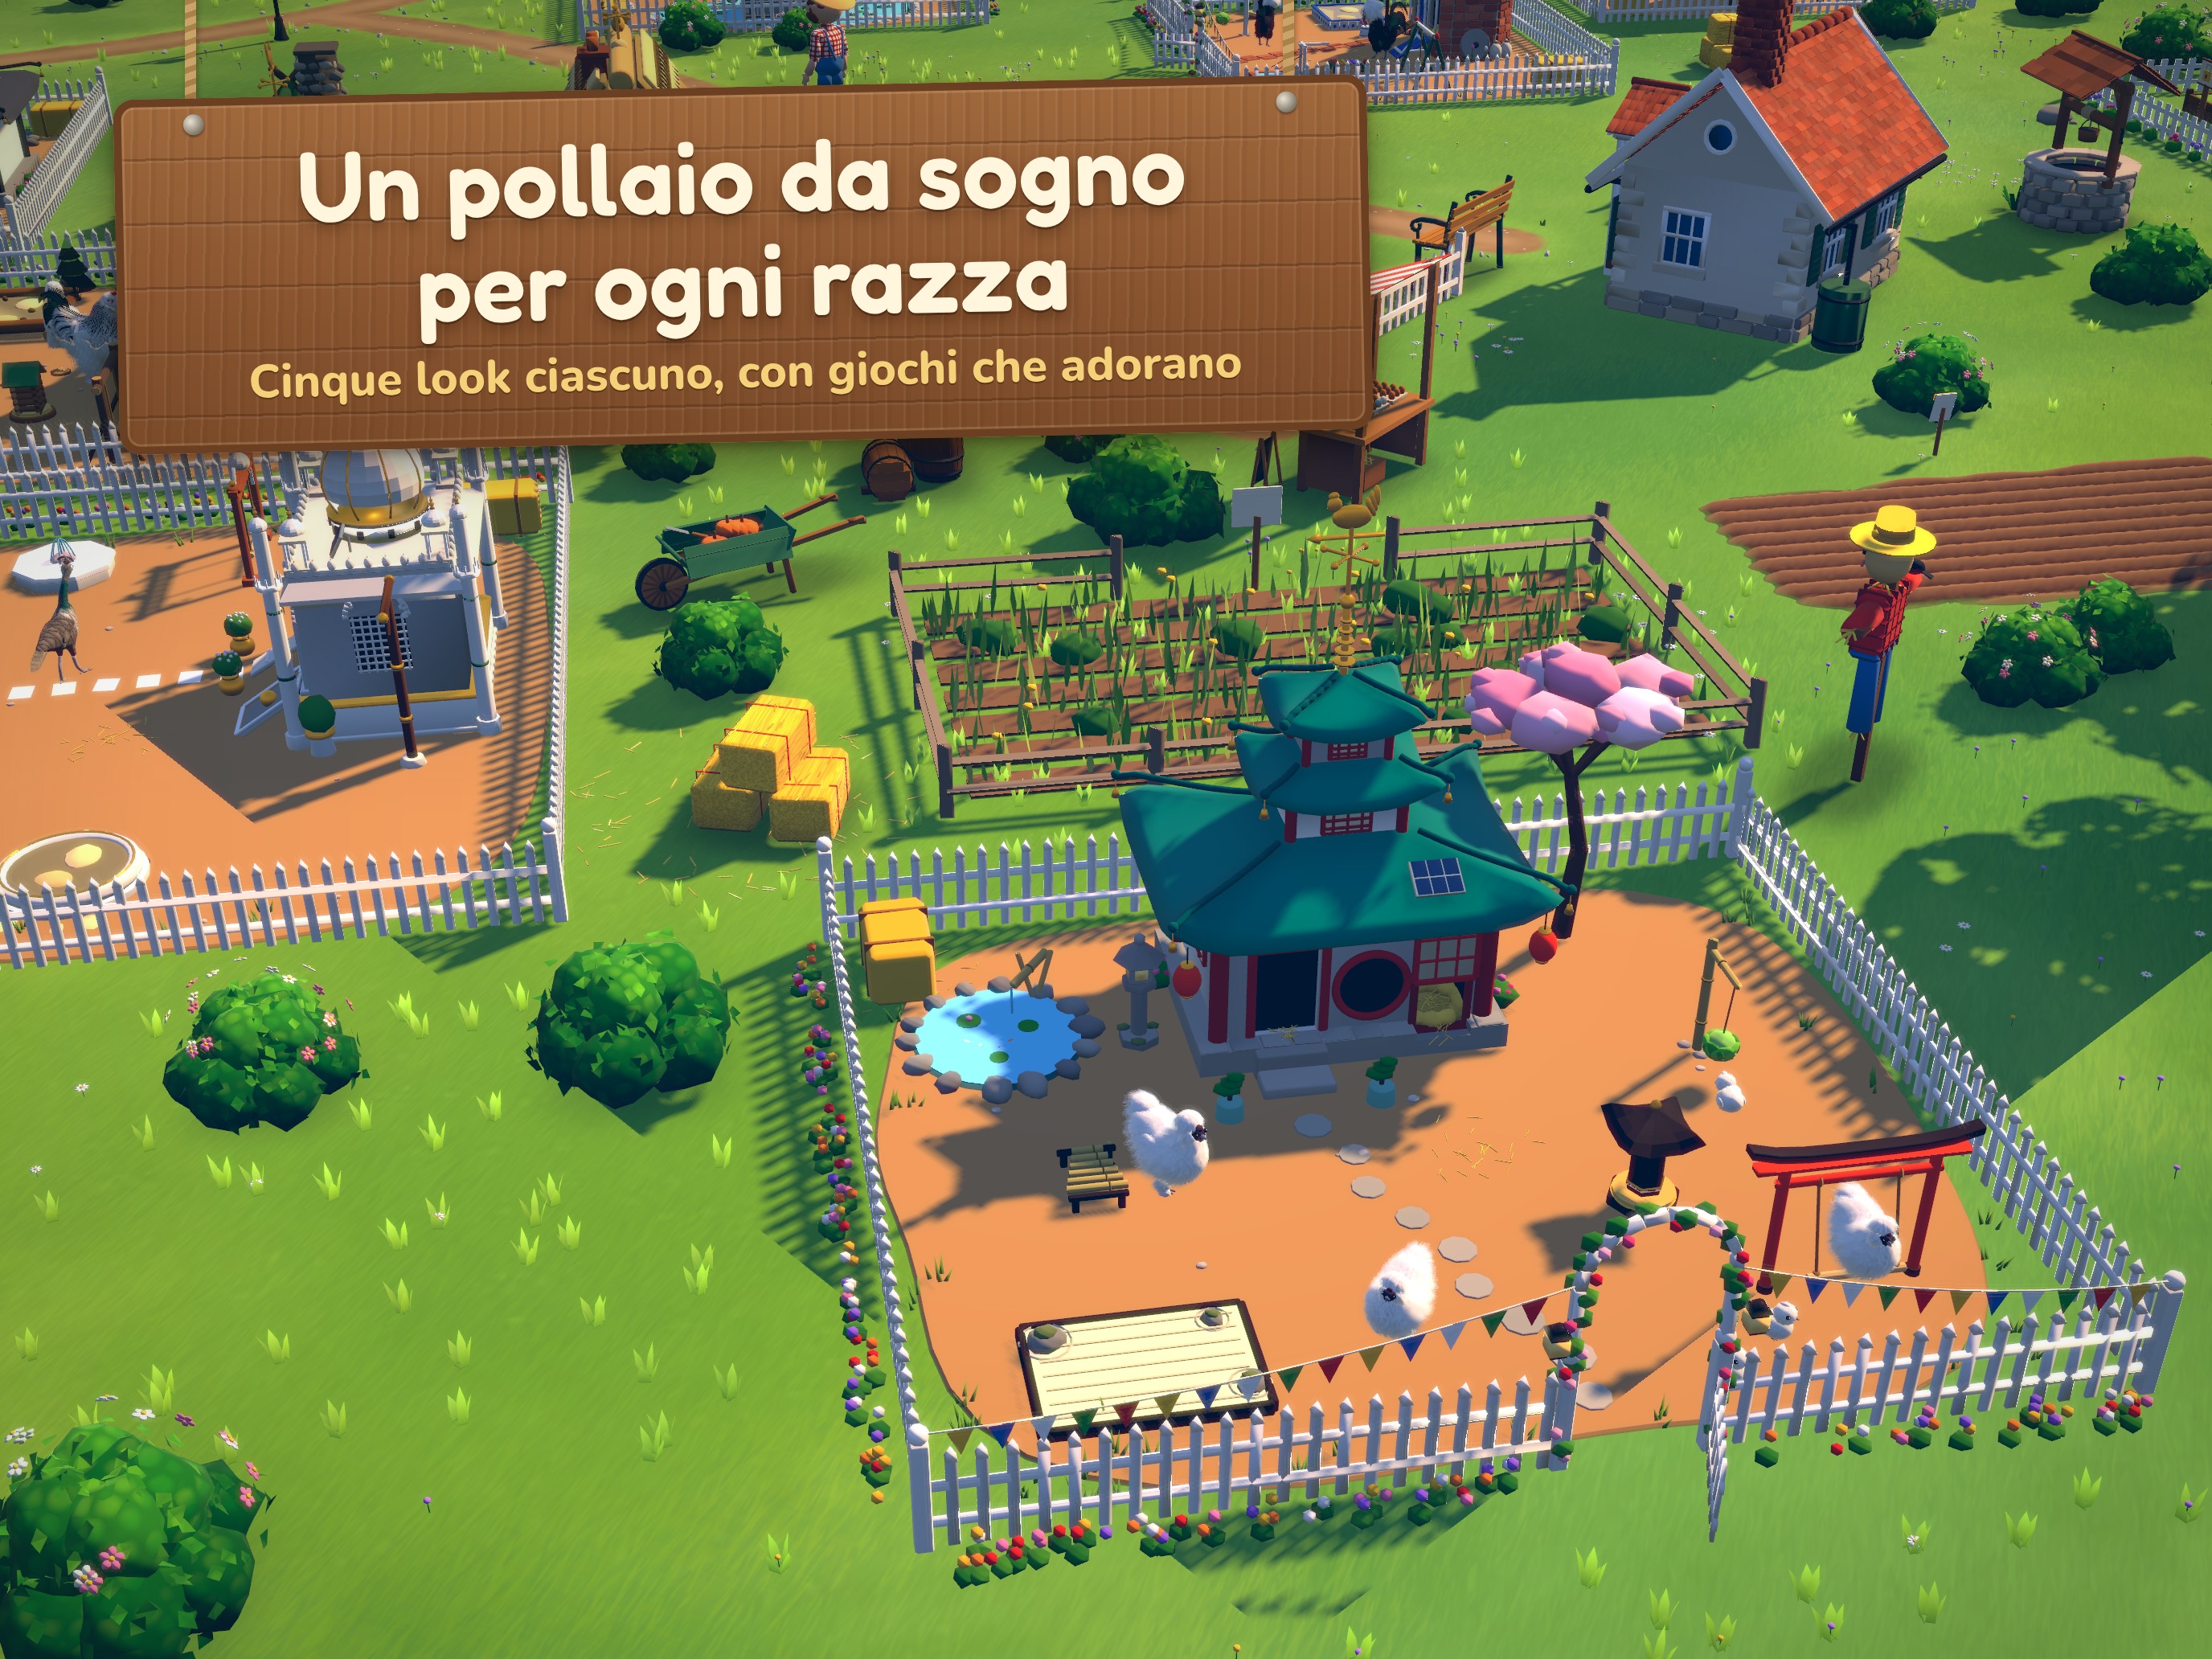 Un pollaio da sogno
per ogni razza
Cinque look ciascuno, con giochi che adorano